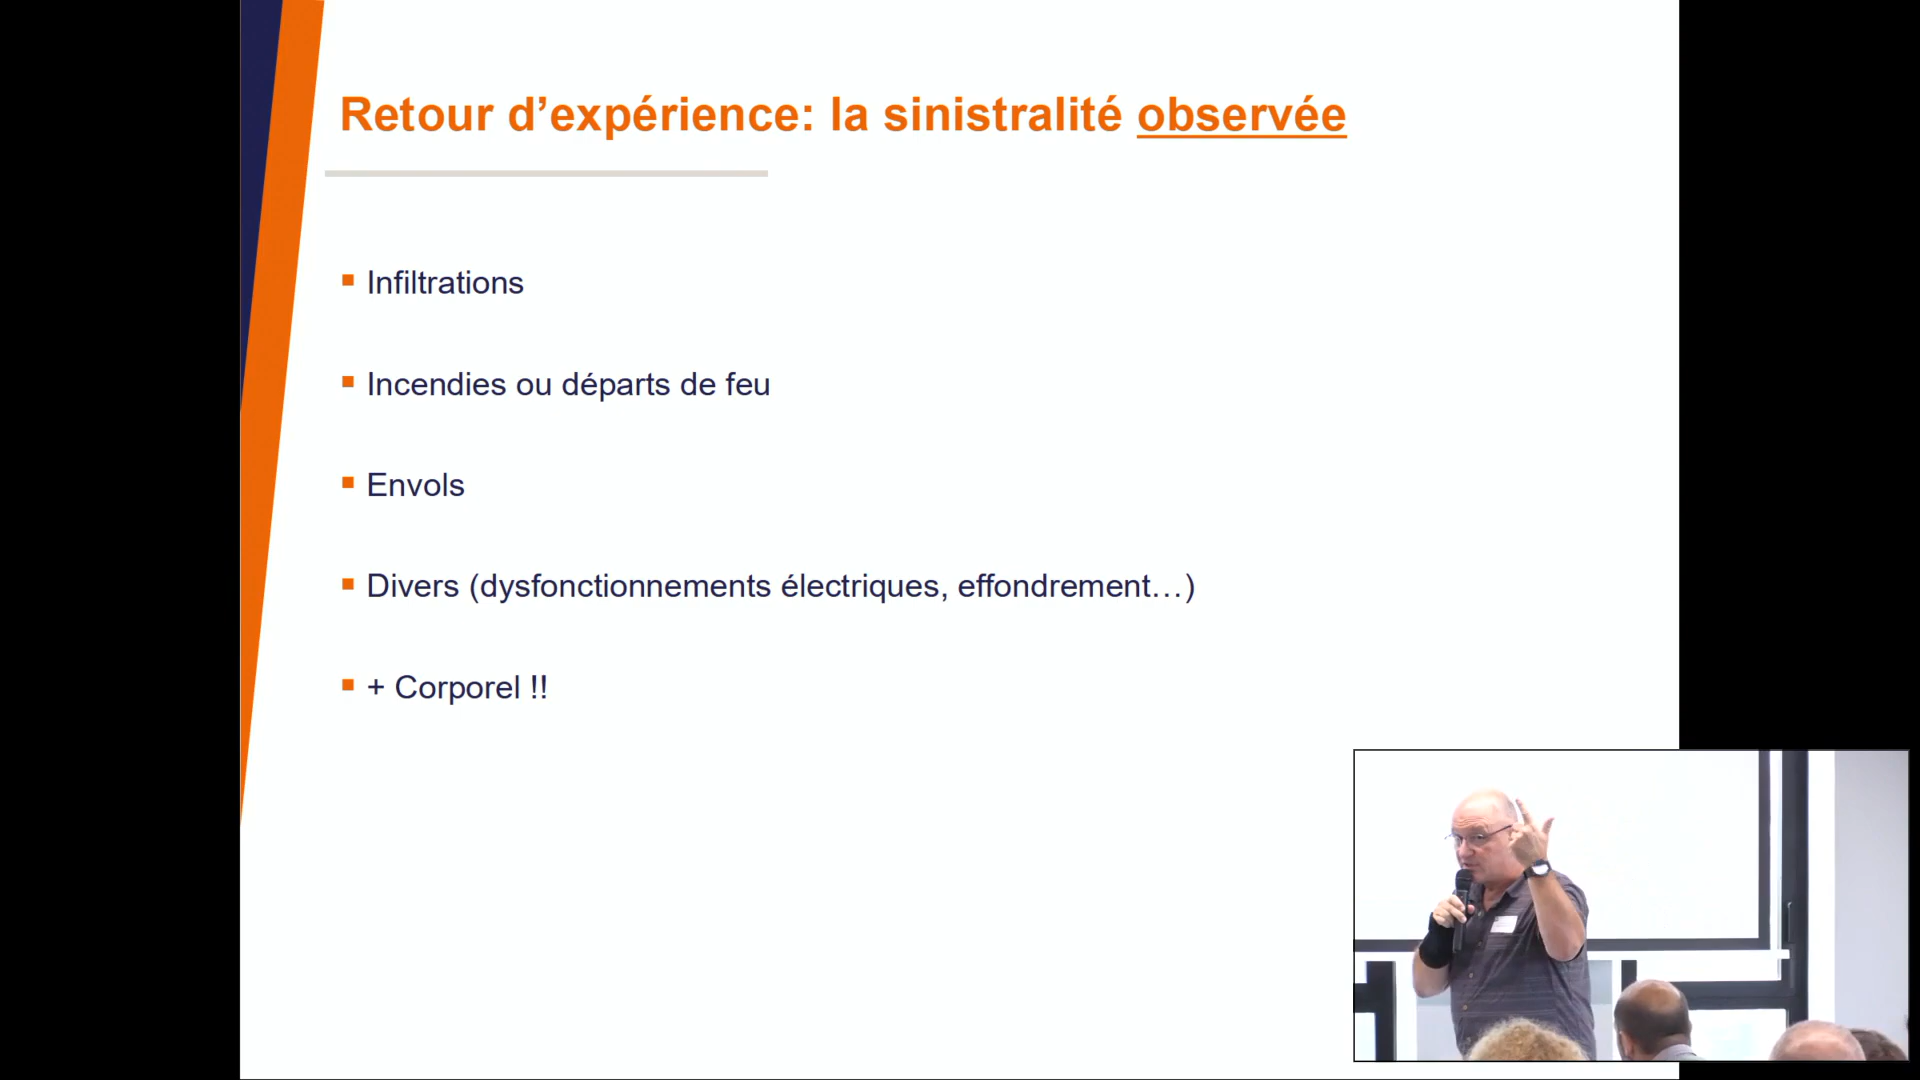 Retour d’expérience: la sinistralité observée
Infiltrations
Incendies ou départs de feu
Envols
Divers (dysfonctionnements électriques, effondrement…)
+ Corporel !!